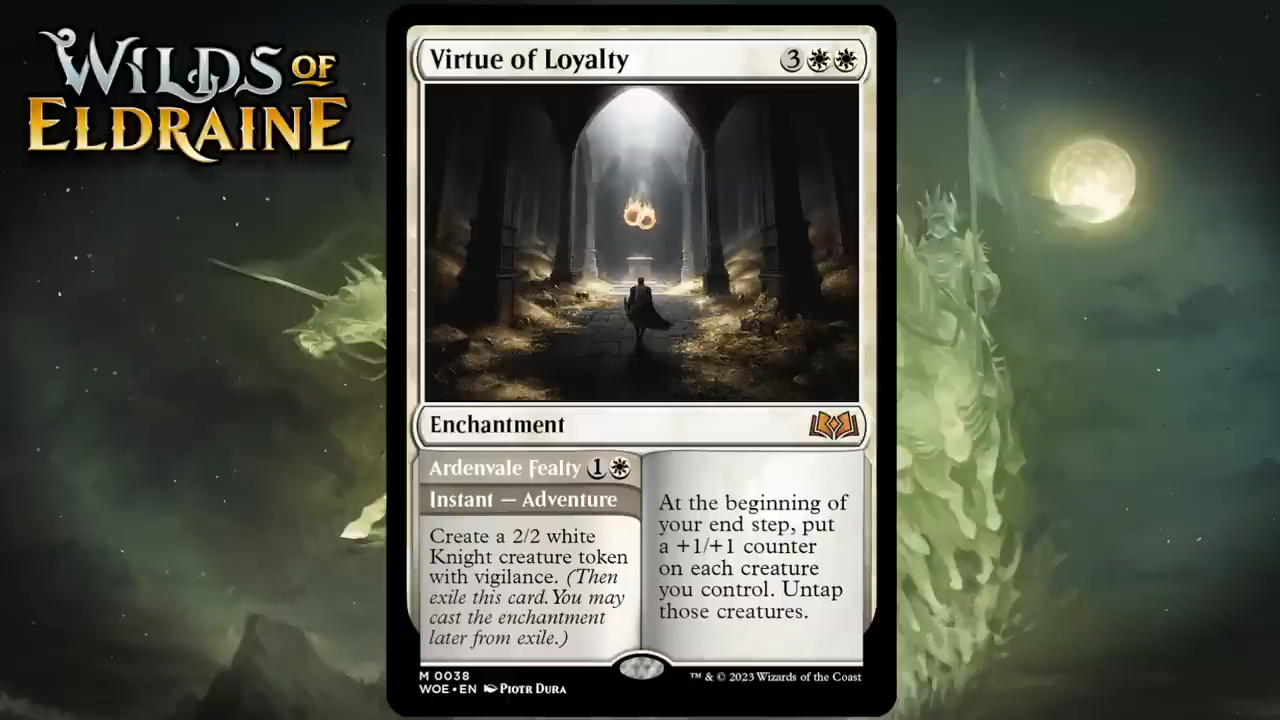 WILDS OF
ELDRAINE
Virtue of Loyalty 3
Enchantment
Ardenvale Fealty 1
Instant — Adventure
Create a 2/2 white
Knight creature token
with vigilance. (Then
exile this card. You may
cast the enchantment
later from exile.)
At the beginning of
your end step, put
a +1/+1 counter
on each creature
you control. Untap
those creatures.
M 0038
WOE • EN PIOTR DURA
™ & © 2023 Wizards of the Coast